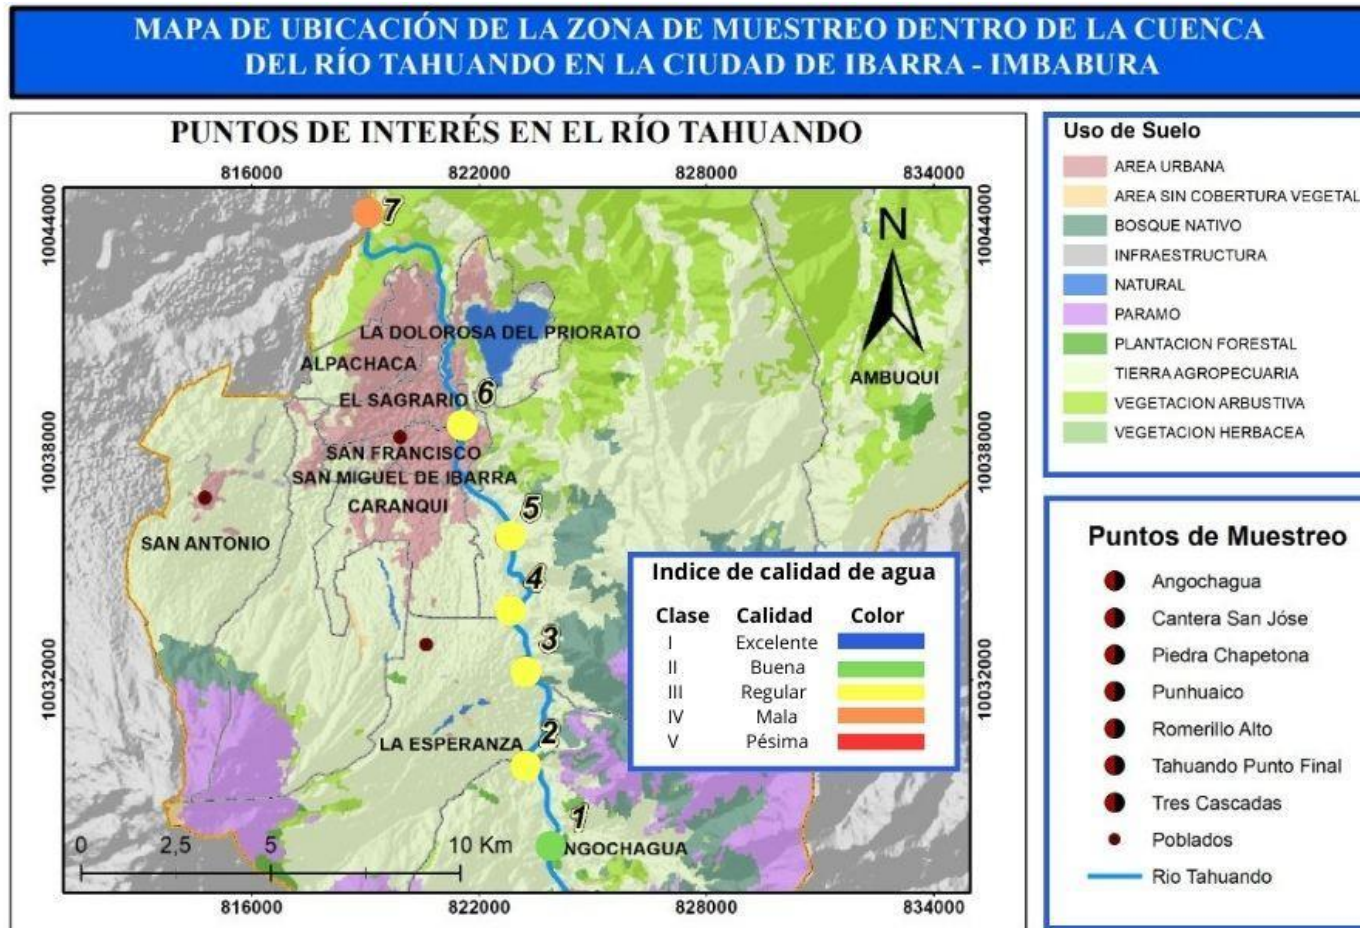 MAPA DE UBICACIÓN DE LA ZONA DE MUESTREO DENTRO DE LA CUENCA
DEL RÍO TAHUANDO EN LA CIUDAD DE IBARRA - IMBABURA
PUNTOS DE INTERÉS EN EL RÍO TAHUANDO
816000 822000 828000 834000
10044000
10038000
10032000
10044000
10038000
10032000
7
N
LA DOLOROSA DEL PRIORATO
ALPACHACA
AMBUQUI
6
EL SAGRARIO
SAN FRANCISCO
SAN MIGUEL DE IBARRA
CARANQUI
5
SAN ANTONIO
4
3
LA ESPERANZA
2
1
NGOCHAGUA
0 2,5 5 10 Km
816000 822000 828000 834000
Indice de calidad de agua
Clase Calidad Color
I Excelente
II Buena
III Regular
IV Mala
V Pésima
Uso de Suelo
AREA URBANA
AREA SIN COBERTURA VEGETAL
BOSQUE NATIVO
INFRAESTRUCTURA
NATURAL
PARAMO
PLANTACION FORESTAL
TIERRA AGROPECUARIA
VEGETACION ARBUSTIVA
VEGETACION HERBACEA
Puntos de Muestreo
Angochagua
Cantera San Jóse
Piedra Chapetona
Punhuaico
Romerillo Alto
Tahuando Punto Final
Tres Cascadas
Poblados
Rio Tahuando